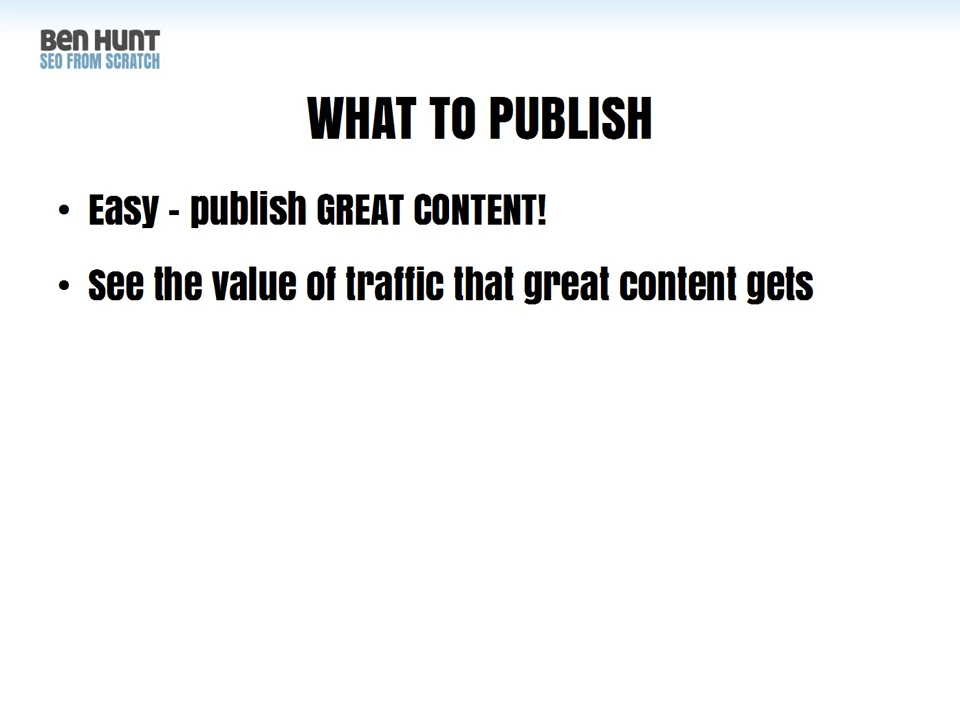 Ben Hunt
SEO FROM SCRATCH
WHAT TO PUBLISH
• Easy - publish GREAT CONTENT!
• See the value of traffic that great content gets